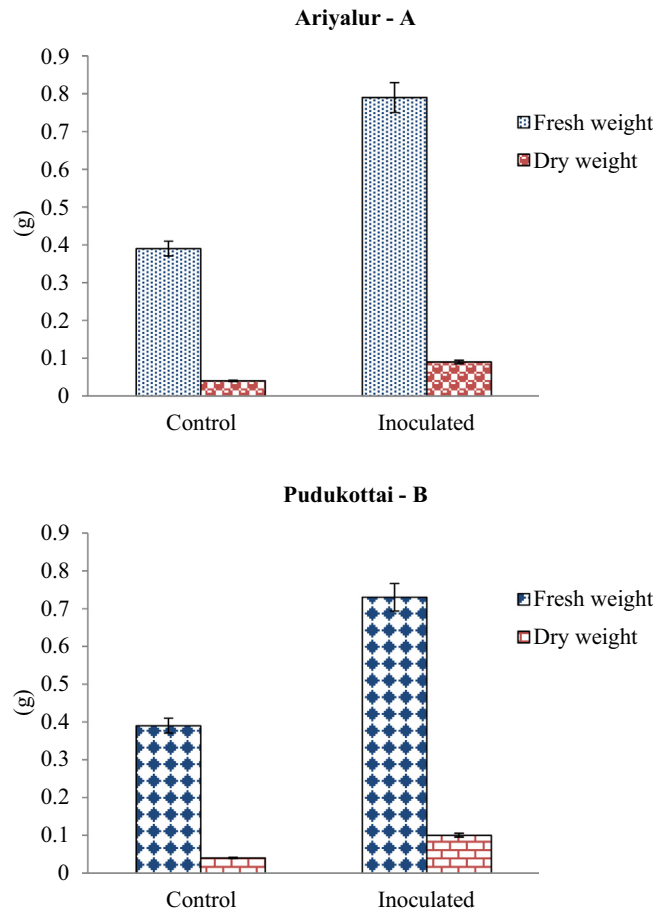 Ariyalur - A
0.9
0.8
0.7
0.6
0.5
0.4
0.3
0.2
0.1
0
(g)
Control
Inoculated
Fresh weight
Dry weight
Pudukottai - B
0.9
0.8
0.7
0.6
0.5
0.4
0.3
0.2
0.1
0
(g)
Control
Inoculated
Fresh weight
Dry weight